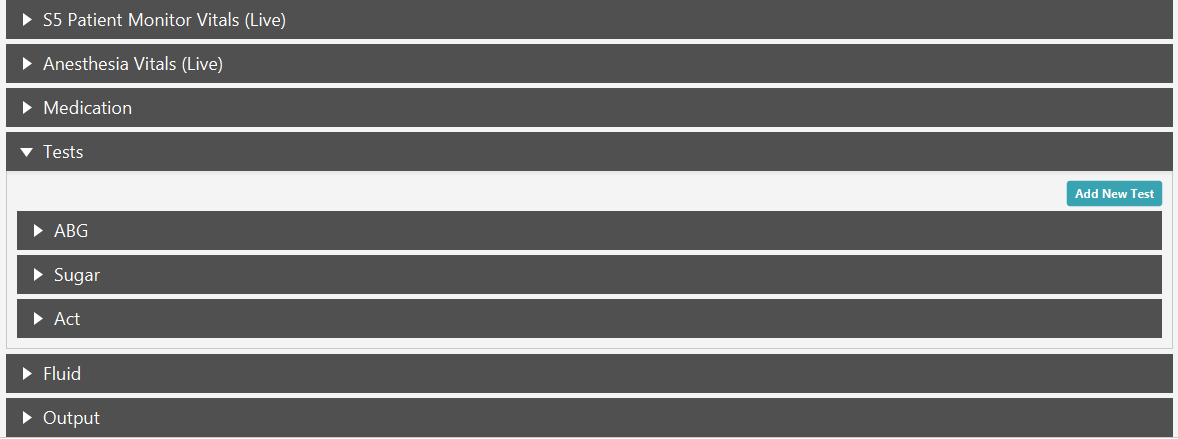 S5 Patient Monitor Vitals (Live)
Anesthesia Vitals (Live)
Medication
Tests
Add New Test
ABG
Sugar
Act
Fluid
Output